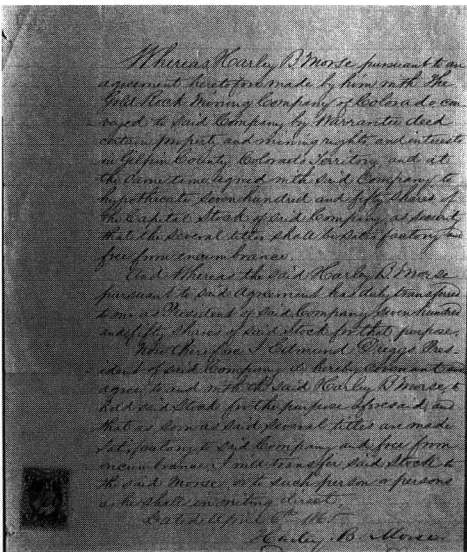 Whereas Harley B Morse pursuant to an
agreement heretofore made by him with The
Gold Rock Mining Company of Colorado con
veyed to said Company by Warrantee deed
certain property and mining rights and interests
in Gilpin County Colorado Territory and at
the same time agreed with said Company to
hypothecate seven hundred and fifty shares of
the Capital Stock of said Company as security
that the several titles shall be satisfactory and
free from encumbrance.
And Whereas the said Harley B Morse
pursuant to said Agreement has duly transferred
to me as President of said Company seven hundred
and fifty shares of said Stock for that purpose
Now therefore I Edmund Driggs Pres-
ident of said Company do hereby Covenant and
agree to and with the said Harley B Morse to
hold said Stock for the purpose aforesaid, and
that as soon as said several titles are made
satisfactory to said Company and free from
incumbrance, I will transfer said Stock to
the said Morse, or to such person or persons
as he shall in writing direct.
Dated April 6th 1865
Harley B. Morse